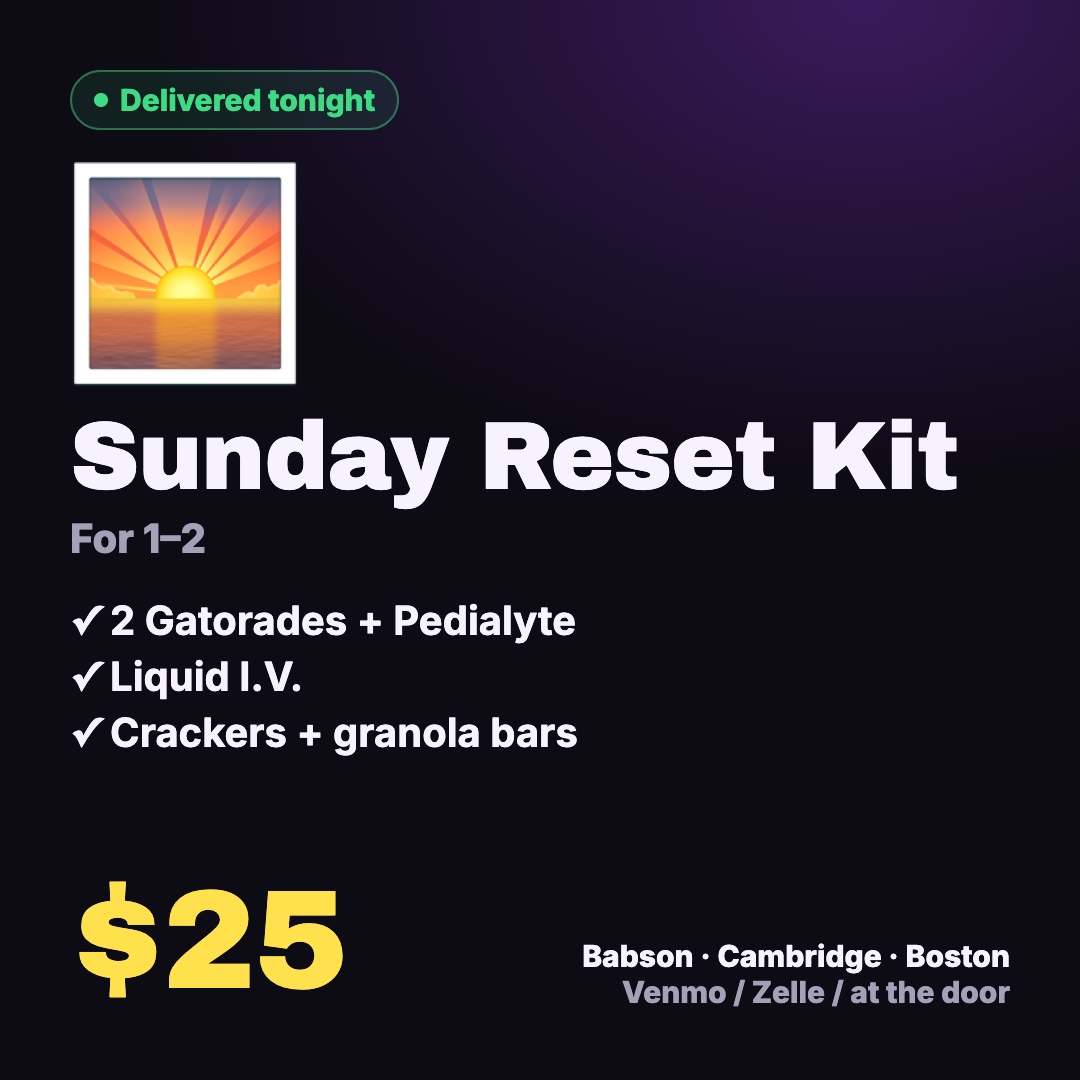 Delivered tonight
Sunday Reset Kit
For 1–2
✓ 2 Gatorades + Pedialyte
✓ Liquid I.V.
✓ Crackers + granola bars
$25
Babson · Cambridge · Boston
Venmo / Zelle / at the door